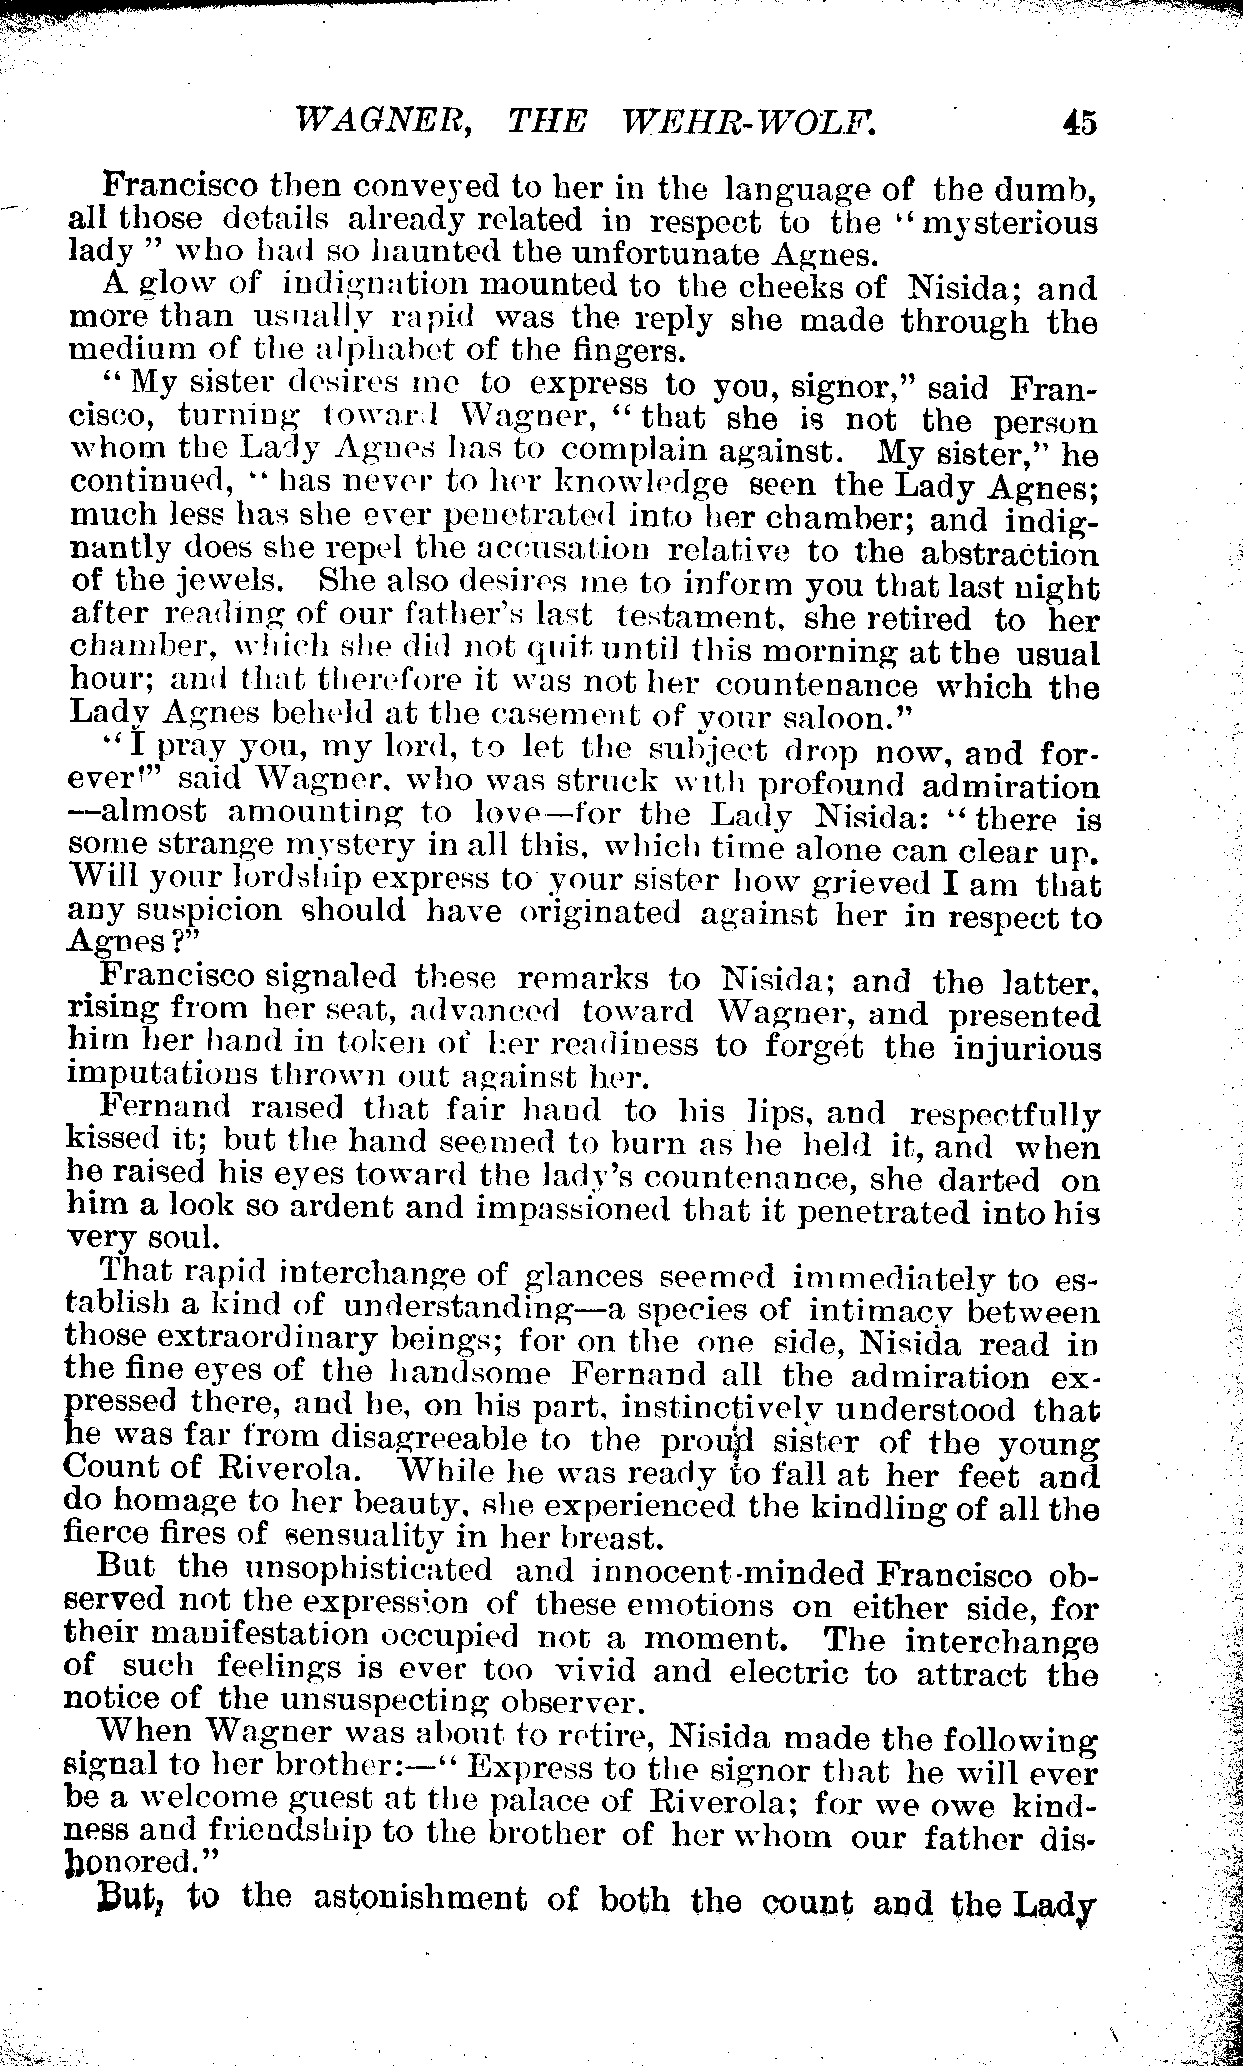 WAGNER, THE WEHR-WOLF. 45
Francisco then conveyed to her in the language of the dumb,
all those details already related in respect to the "mysterious
lady" who had so haunted the unfortunate Agnes.
A glow of indignation mounted to the cheeks of Nisida; and
more than usually rapid was the reply she made through the
medium of the alphabet of the fingers.
"My sister desires me to express to you, signor," said Fran-
cisco, turning toward Wagner, "that she is not the person
whom the Lady Agnes has to complain against. My sister," he
continued, "has never to her knowledge seen the Lady Agnes;
much less has she ever penetrated into her chamber; and indig-
nantly does she repel the accusation relative to the abstraction
of the jewels. She also desires me to inform you that last night
after reading of our father's last testament, she retired to her
chamber, which she did not quit until this morning at the usual
hour; and that therefore it was not her countenance which the
Lady Agnes beheld at the casement of your saloon."
"I pray you, my lord, to let the subject drop now, and for-
ever!" said Wagner, who was struck with profound admiration
—almost amounting to love—for the Lady Nisida: "there is
some strange mystery in all this, which time alone can clear up.
Will your lordship express to your sister how grieved I am that
any suspicion should have originated against her in respect to
Agnes?"
Francisco signaled these remarks to Nisida; and the latter,
rising from her seat, advanced toward Wagner, and presented
him her hand in token of her readiness to forget the injurious
imputations thrown out against her.
Fernand raised that fair hand to his lips, and respectfully
kissed it; but the hand seemed to burn as he held it, and when
he raised his eyes toward the lady's countenance, she darted on
him a look so ardent and impassioned that it penetrated into his
very soul.
That rapid interchange of glances seemed immediately to es-
tablish a kind of understanding—a species of intimacy between
those extraordinary beings; for on the one side, Nisida read in
the fine eyes of the handsome Fernand all the admiration ex-
pressed there, and he, on his part, instinctively understood that
he was far from disagreeable to the proud sister of the young
Count of Riverola. While he was ready to fall at her feet and
do homage to her beauty, she experienced the kindling of all the
fierce fires of sensuality in her breast.
But the unsophisticated and innocent-minded Francisco ob-
served not the expression of these emotions on either side, for
their manifestation occupied not a moment. The interchange
of such feelings is ever too vivid and electric to attract the
notice of the unsuspecting observer.
When Wagner was about to retire, Nisida made the following
signal to her brother:—"Express to the signor that he will ever
be a welcome guest at the palace of Riverola; for we owe kind-
ness and friendship to the brother of her whom our father dis-
honored."
But, to the astonishment of both the count and the Lady